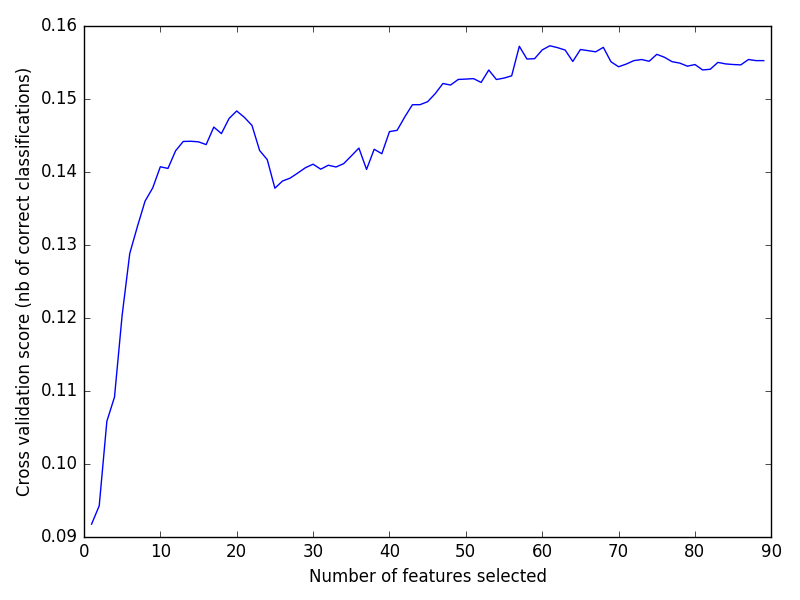 0.16
0.15
0.14
0.13
0.12
0.11
0.10
0.09
Cross validation score (nb of correct classifications)
0 10 20 30 40 50 60 70 80 90
Number of features selected